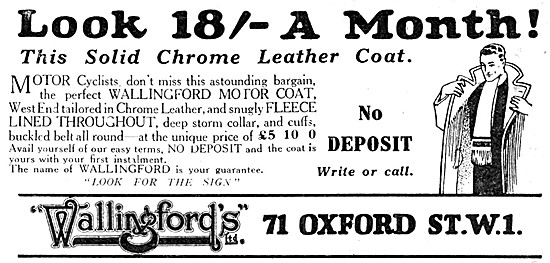 Look 18/- A Month!
This Solid Chrome Leather Coat.
MOTOR Cyclists, don't miss this astounding bargain,
the perfect WALLINGFORD MOTOR COAT,
West End tailored in Chrome Leather, and snugly FLEECE
LINED THROUGHOUT, deep storm collar, and cuffs,
buckled belt all round—at the unique price of £5 10 0
Avail yourself of our easy terms, NO DEPOSIT and the coat is
yours with your first instalment.
The name of WALLINGFORD is your guarantee.
"LOOK FOR THE SIGN"
No
DEPOSIT
Write or call.
"Wallingford's" Ltd. 71 OXFORD ST. W.1.